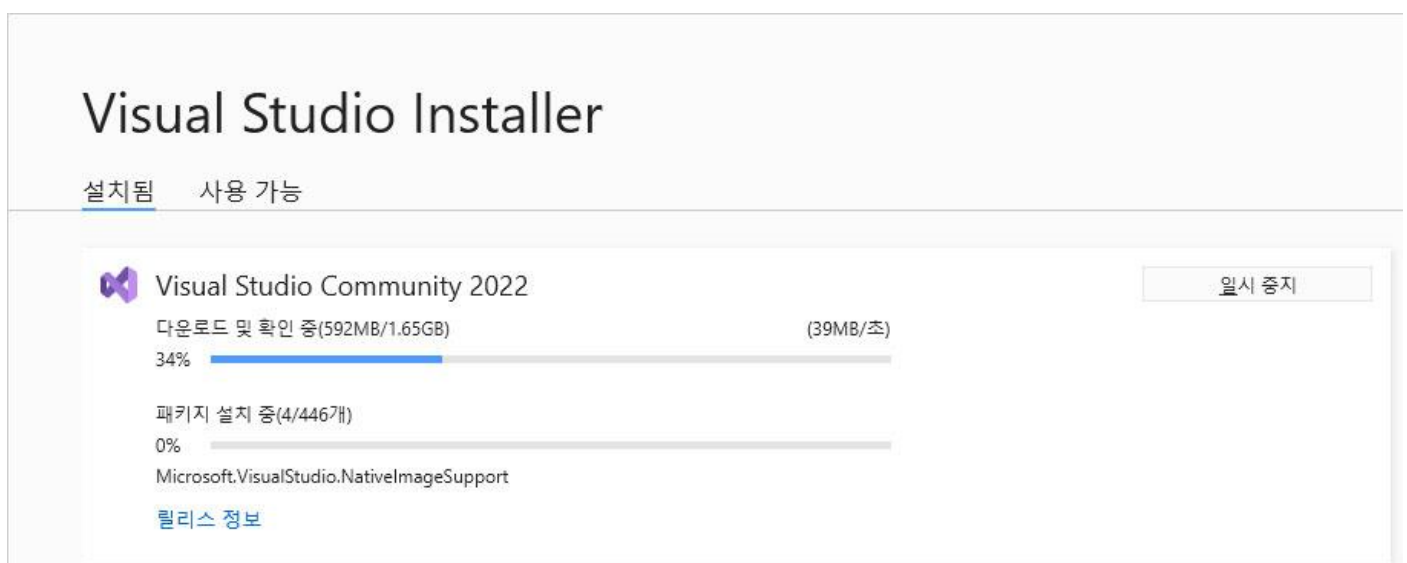 Visual Studio Installer
설치됨 사용 가능
Visual Studio Community 2022 일시 중지
다운로드 및 확인 중(592MB/1.65GB) (39MB/초)
34%
패키지 설치 중(4/446개)
0%
Microsoft.VisualStudio.NativeImageSupport
릴리스 정보